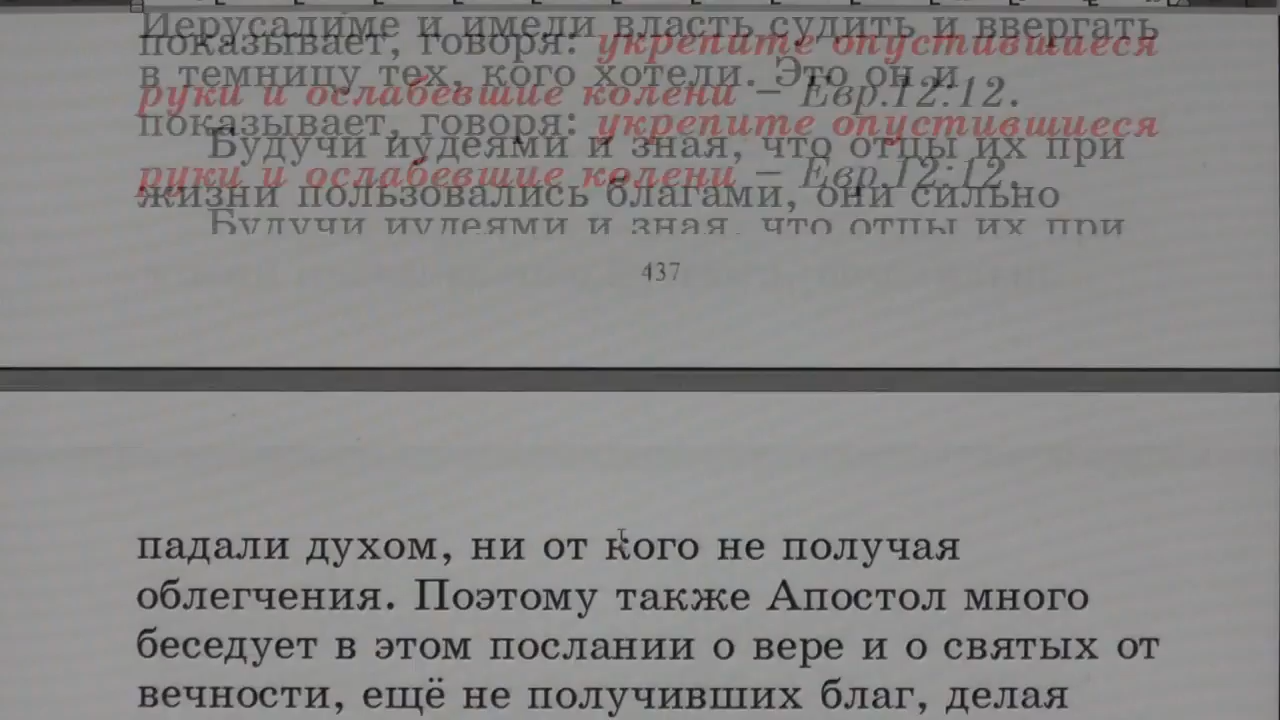 Иерусалиме и имели власть судить и ввергать
показывает, говоря: укрепите опустившиеся
в темницу тех, кого хотели. Это он и
руки и ослабевшие колени – Евр.12:12.
показывает, говоря: укрепите опустившиеся
Будучи иудеями и зная, что отцы их при
руки и ослабевшие колени – Евр.12:12.
жизни пользовались благами, они сильно
Будучи иудеями и зная, что отцы их при
437
падали духом, ни от кого не получая
облегчения. Поэтому также Апостол много
беседует в этом послании о вере и о святых от
вечности, ещё не получивших благ, делая